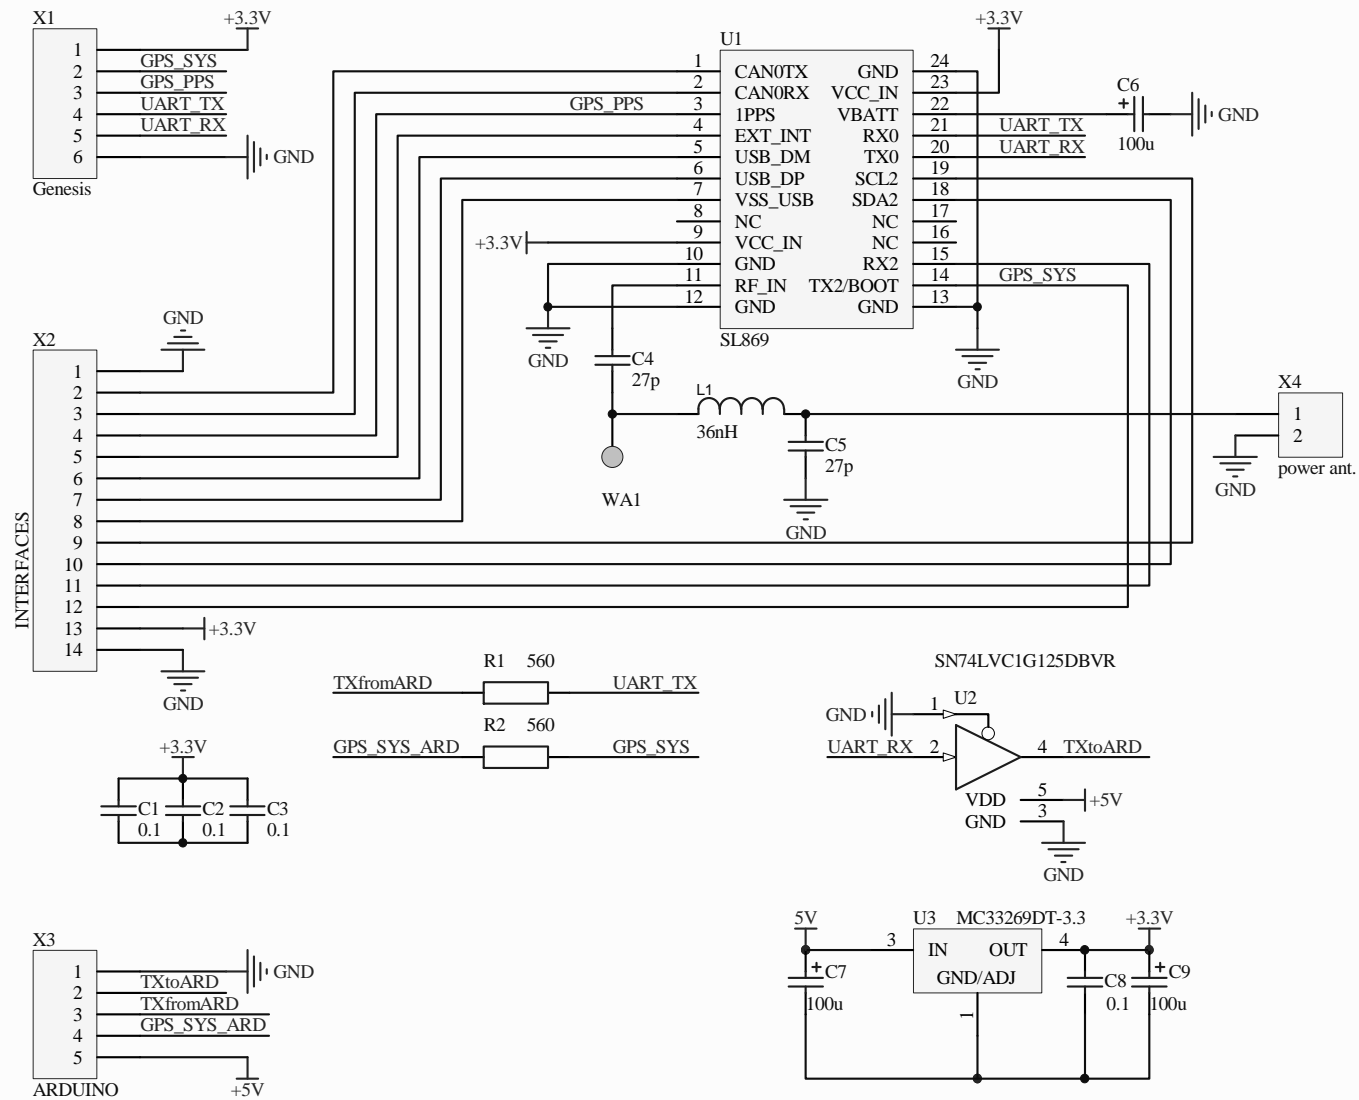 X1
+3.3V
1
GPS_SYS
2
GPS_PPS
3
UART_TX
4
UART_RX
5
6
GND
Genesis
U1
SL869
+3.3V
1 CAN0TX
2 CAN0RX
GPS_PPS 3 1PPS
4 EXT_INT
5 USB_DM
6 USB_DP
7 VSS_USB
8 NC
+3.3V 9 VCC_IN
10 GND
11 RF_IN
12 GND
GND 24
VCC_IN 23
VBATT 22
RX0 21 UART_TX
TX0 20 UART_RX
SCL2 19
SDA2 18
NC 17
NC 16
RX2 15
TX2/BOOT 14 GPS_SYS
GND 13
C6
+
100u
GND
GND
GND
C4
27p
L1
36nH
C5
27p
GND
WA1
X4
1
2
power ant.
GND
X2
GND
1
2
3
4
5
6
7
8
9
10
11
12
13 +3.3V
14
GND
INTERFACES
R1 560
TXfromARD UART_TX
R2 560
GPS_SYS_ARD GPS_SYS
SN74LVC1G125DBVR
GND 1 U2
UART_RX 2 4 TXtoARD
VDD 5 +5V
GND 3
GND
+3.3V
C1 C2 C3
0.1 0.1 0.1
X3
1 GND
TXtoARD
2
TXfromARD
3
GPS_SYS_ARD
4
5
+5V
ARDUINO
5V U3 MC33269DT-3.3 +3.3V
3 IN OUT 4
GND/ADJ
1
+ C7
100u
C8
0.1
+ C9
100u